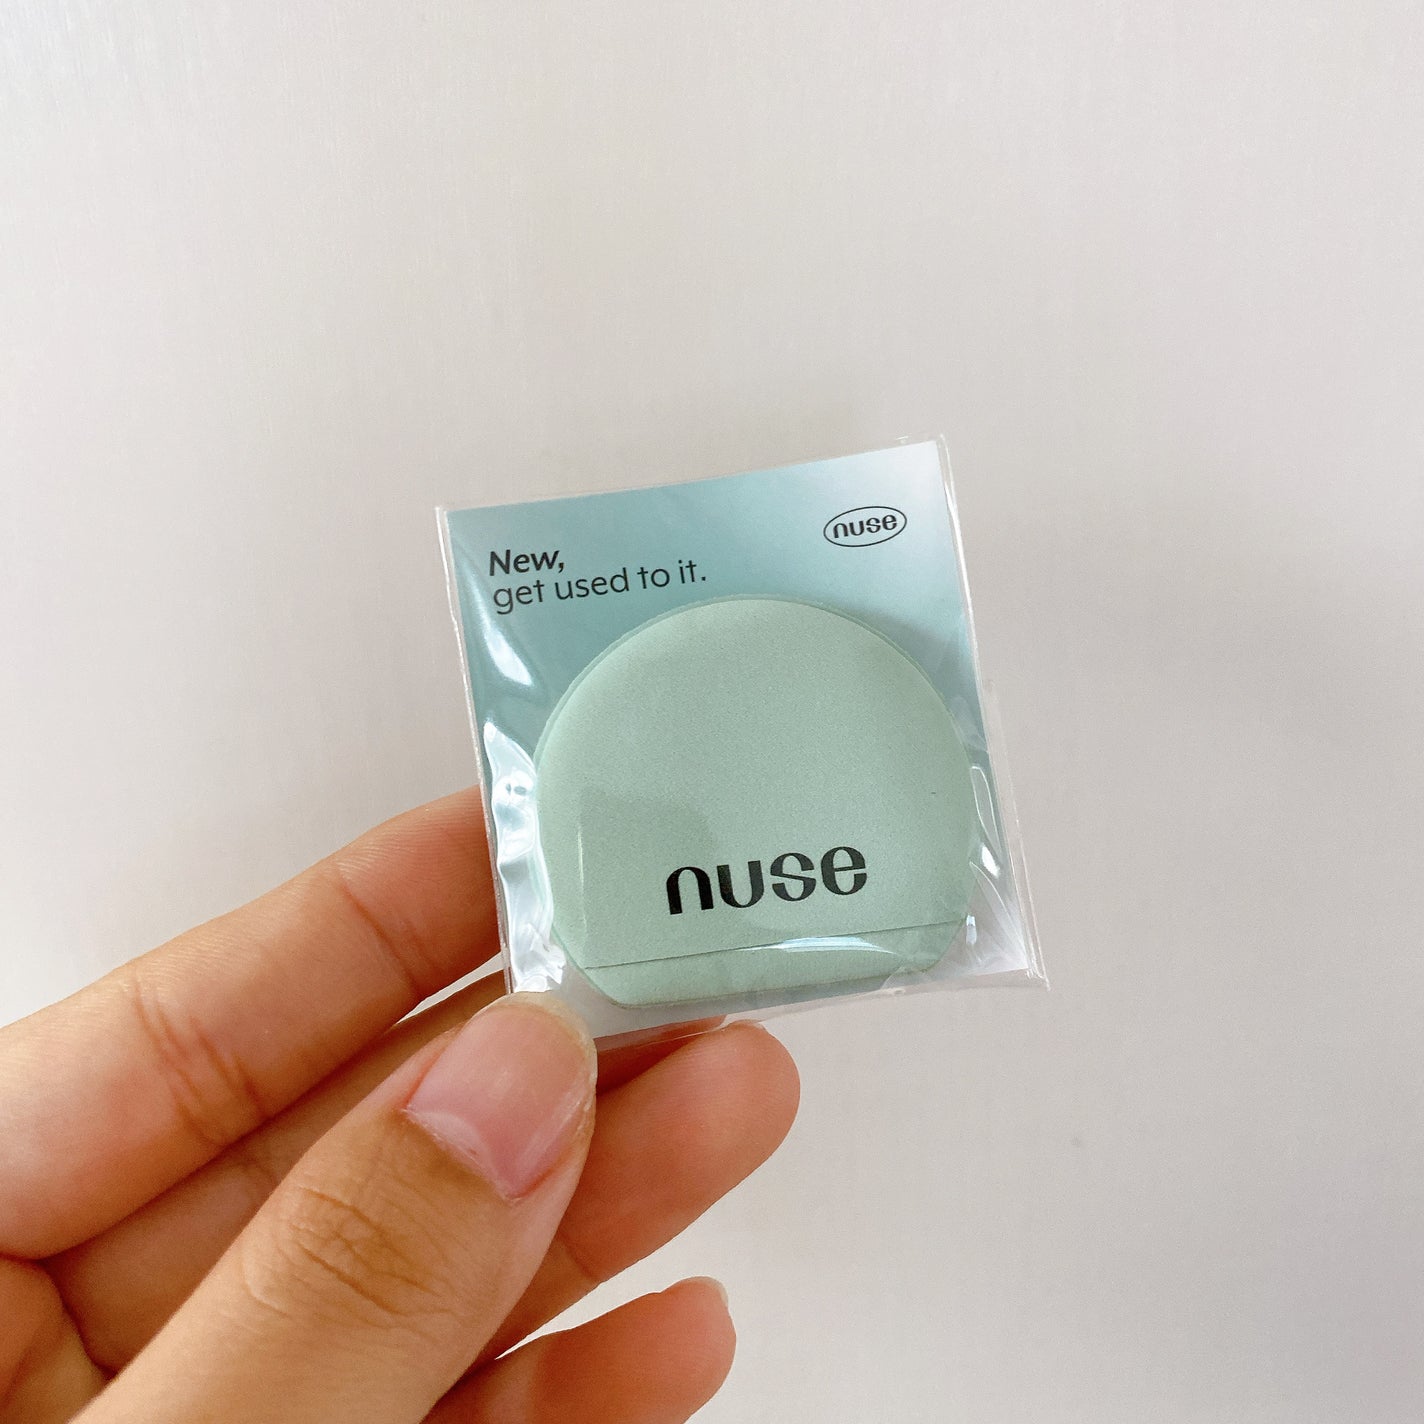 nuse
New,
get used to it.
nuse